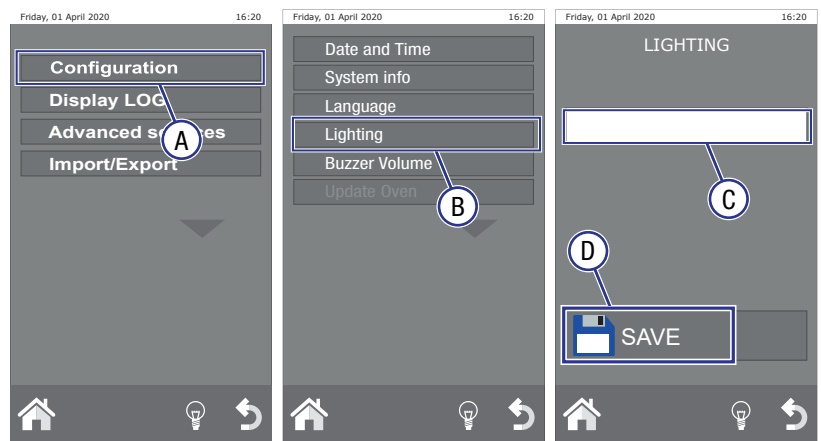 Friday, 01 April 2020 16:20
Configuration
Display LOG
Advanced
Import/Export
A
Friday, 01 April 2020 16:20
Date and Time
System info
Language
Lighting
Buzzer Volume
Update Oven
B
Friday, 01 April 2020 16:20
LIGHTING
C
D
SAVE